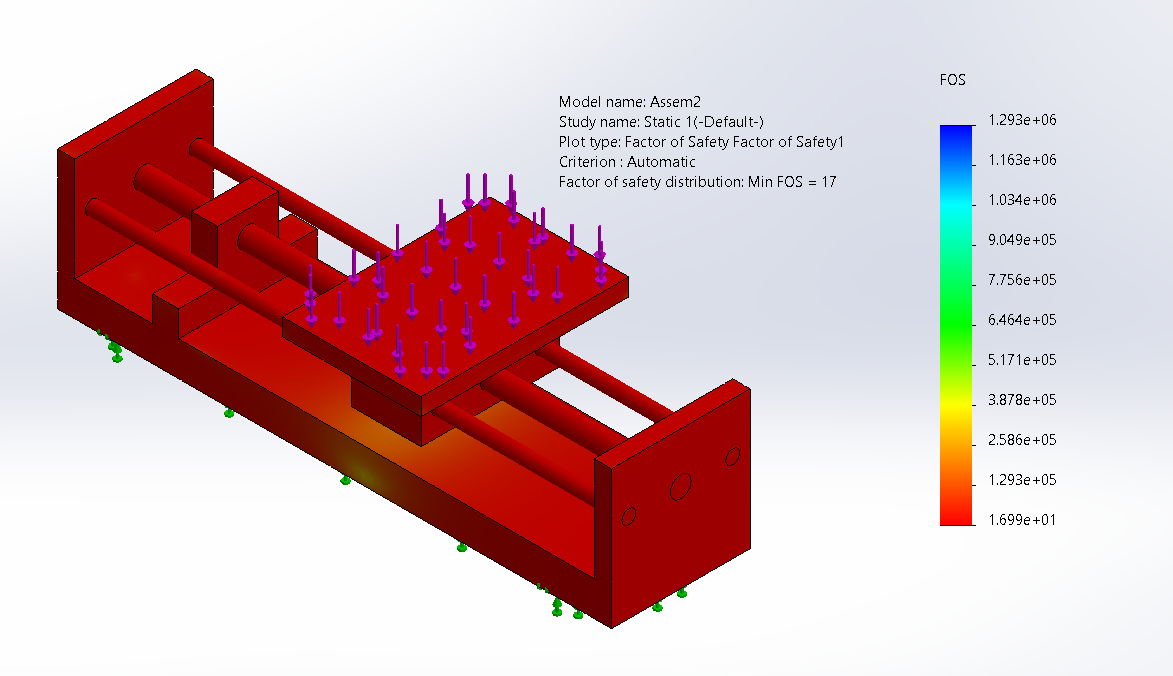 FOS
Model name: Assem2
Study name: Static 1(-Default-)
Plot type: Factor of Safety Factor of Safety1
Criterion : Automatic
Factor of safety distribution: Min FOS = 17
1.293e+06
1.163e+06
1.034e+06
9.049e+05
7.756e+05
6.464e+05
5.171e+05
3.878e+05
2.586e+05
1.293e+05
1.699e+01